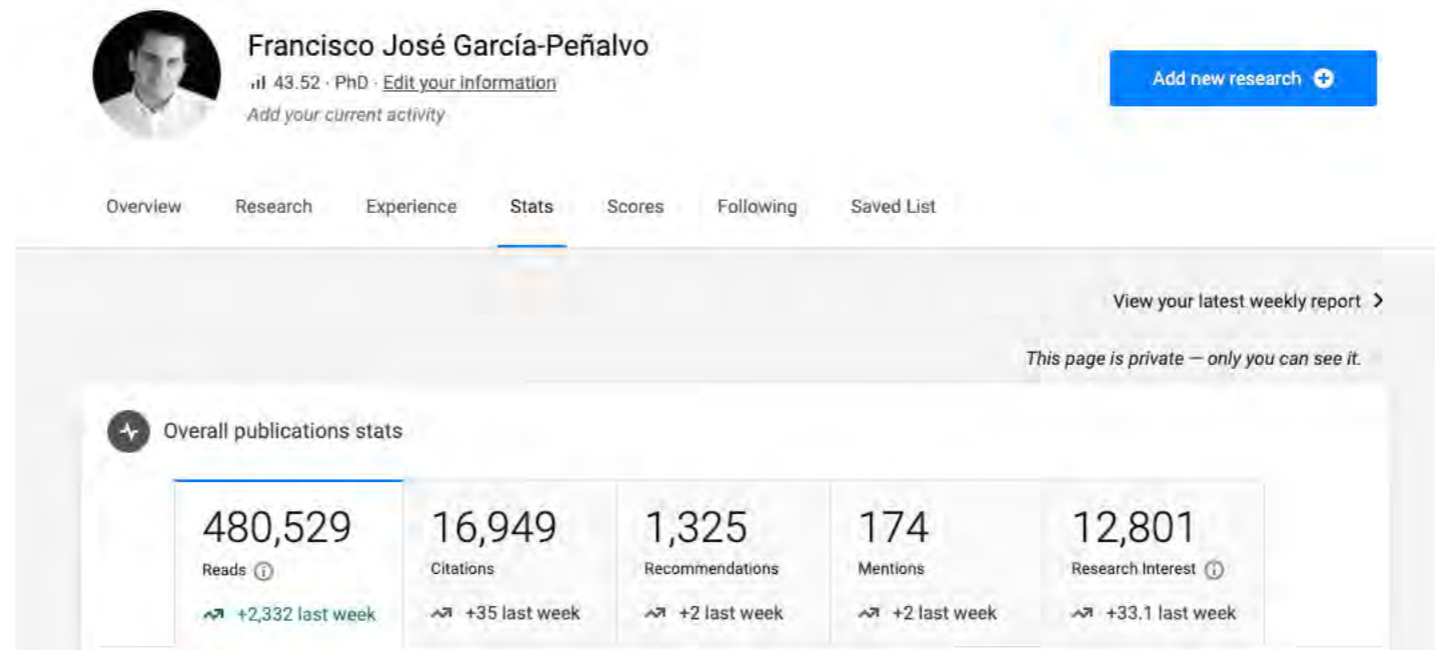 Francisco José García-Peñalvo
43.52 · PhD · Edit your information
Add your current activity
Add new research
Overview Research Experience Stats Scores Following Saved List
View your latest weekly report
This page is private — only you can see it.
Overall publications stats
480,529 16,949 1,325 174 12,801
Reads Citations Recommendations Mentions Research Interest
+2,332 last week +35 last week +2 last week +2 last week +33.1 last week